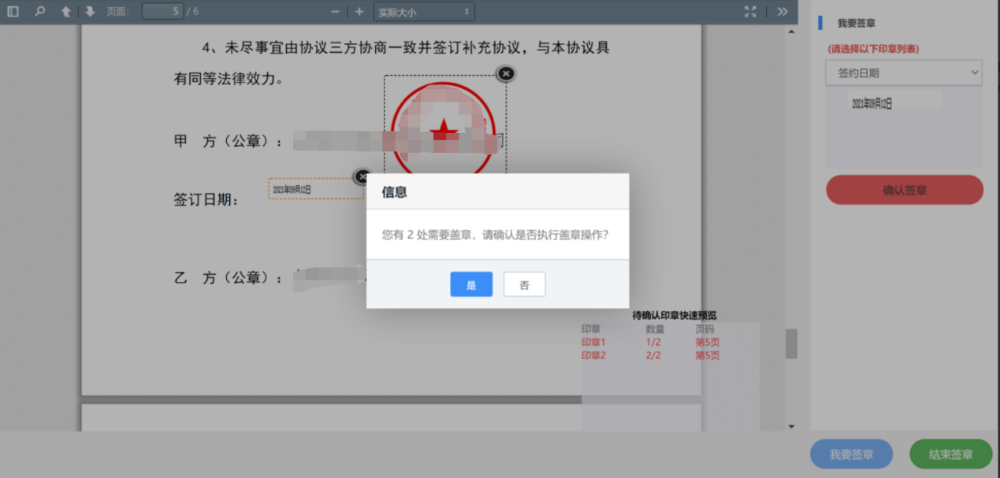 页面： 5 / 6 实际大小
4、未尽事宜由协议三方协商一致并签订补充协议，与本协议具
有同等法律效力。
甲 方（公章）：
签订日期： 2021年09月12日
乙 方（公章）：
信息
您有 2 处需要盖章，请确认是否执行盖章操作？
是 否
待确认印章快速预览
印章 数量 页码
印章1 1/2 第5页
印章2 2/2 第5页
我要签章
(请选择以下印章列表)
签约日期
2021年09月12日
确认签章
我要签章 结束签章